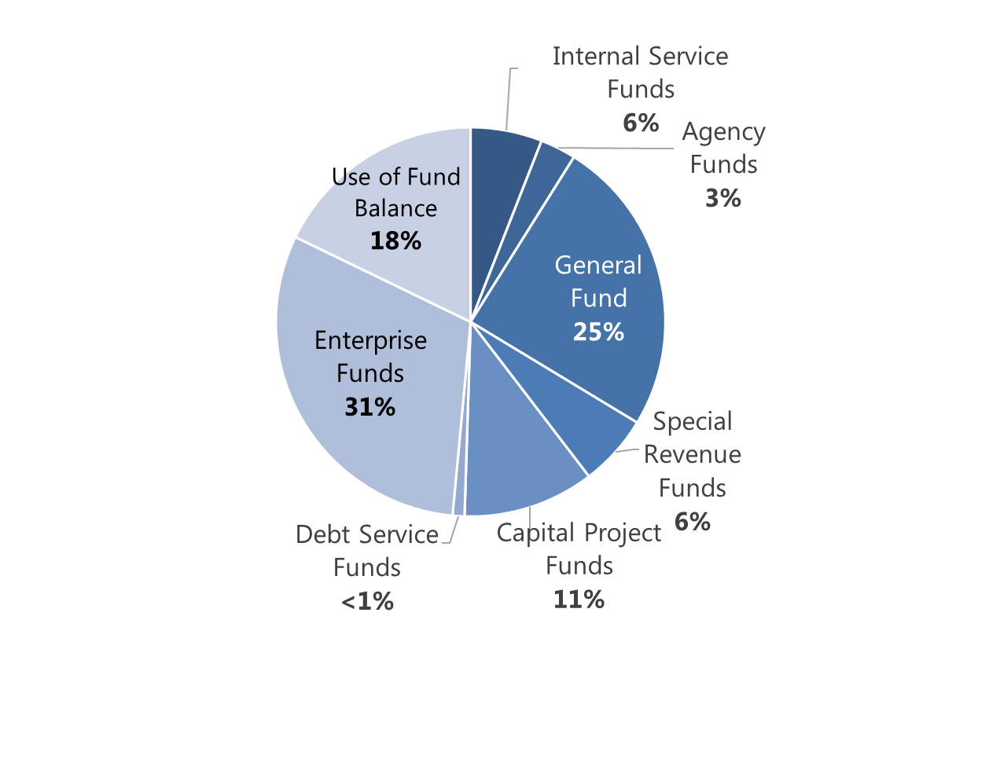 Internal Service
Funds
6%
Agency
Funds
3%
Use of Fund
Balance
18%
General
Fund
25%
Enterprise
Funds
31%
Special
Revenue
Funds
6%
Debt Service
Funds
<1%
Capital Project
Funds
11%